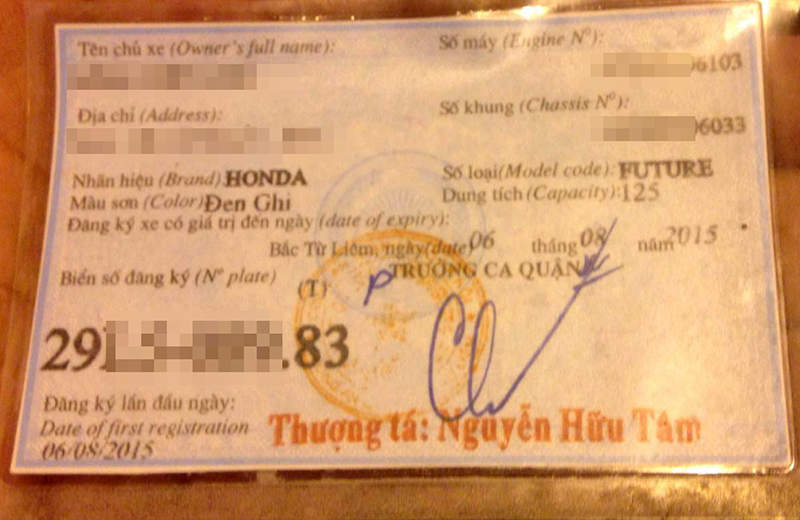 Tên chủ xe (Owner's full name):
Số máy (Engine Nº):
6103
Địa chỉ (Address):
Số khung (Chassis Nº):
6033
Nhãn hiệu (Brand) HONDA
Số loại(Model code): FUTURE
Màu sơn (Color) Đen Ghi
Dung tích (Capacity): 125
Đăng ký xe có giá trị đến ngày (date of expiry):
Bắc Từ Liêm, ngày(date) 06 tháng 08 năm 2015
Biển số đăng ký (Nº plate)
P TRƯỞNG CA QUẬN
(T)
29 .83
Đăng ký lần đầu ngày:
Date of first registration
06/08/2015
Thượng tá: Nguyễn Hữu Tâm